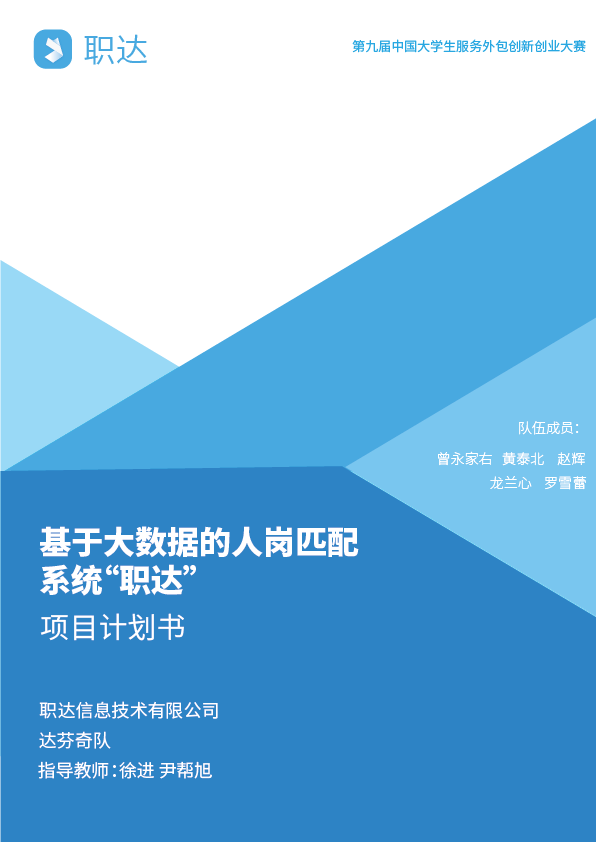 职达
第九届中国大学生服务外包创新创业大赛
队伍成员：
曾永家右 黄泰北 赵辉
龙兰心 罗雪蕾
基于大数据的人岗匹配
系统“职达”
项目计划书
职达信息技术有限公司
达芬奇队
指导教师：徐进 尹帮旭